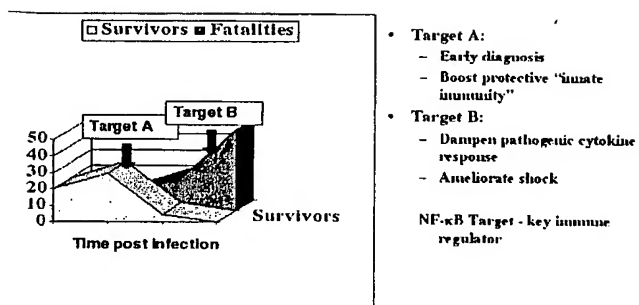 Survivors Fatalities
Target A
Target B
50
40
30
20
10
0
Survivors
Time post Infection
• Target A:
– Early diagnosis
– Boost protective "innate
immunity"
• Target B:
– Dampen pathogenic cytokine
response
– Ameliorate shock
NF-κB Target - key immune
regulator